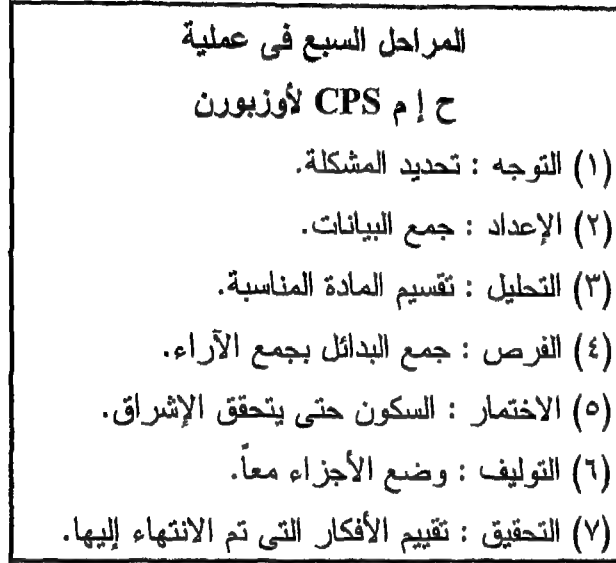 المراحل السبع فى عملية
ح إ م CPS لأوزبورن
(١) التوجه : تحديد المشكلة.
(٢) الإعداد : جمع البيانات.
(٣) التحليل : تقسيم المادة المناسبة.
(٤) الفرص : جمع البدائل بجمع الآراء.
(٥) الاختمار : السكون حتى يتحقق الإشراق.
(٦) التوليف : وضع الأجزاء معاً.
(٧) التحقيق : تقييم الأفكار التى تم الانتهاء إليها.